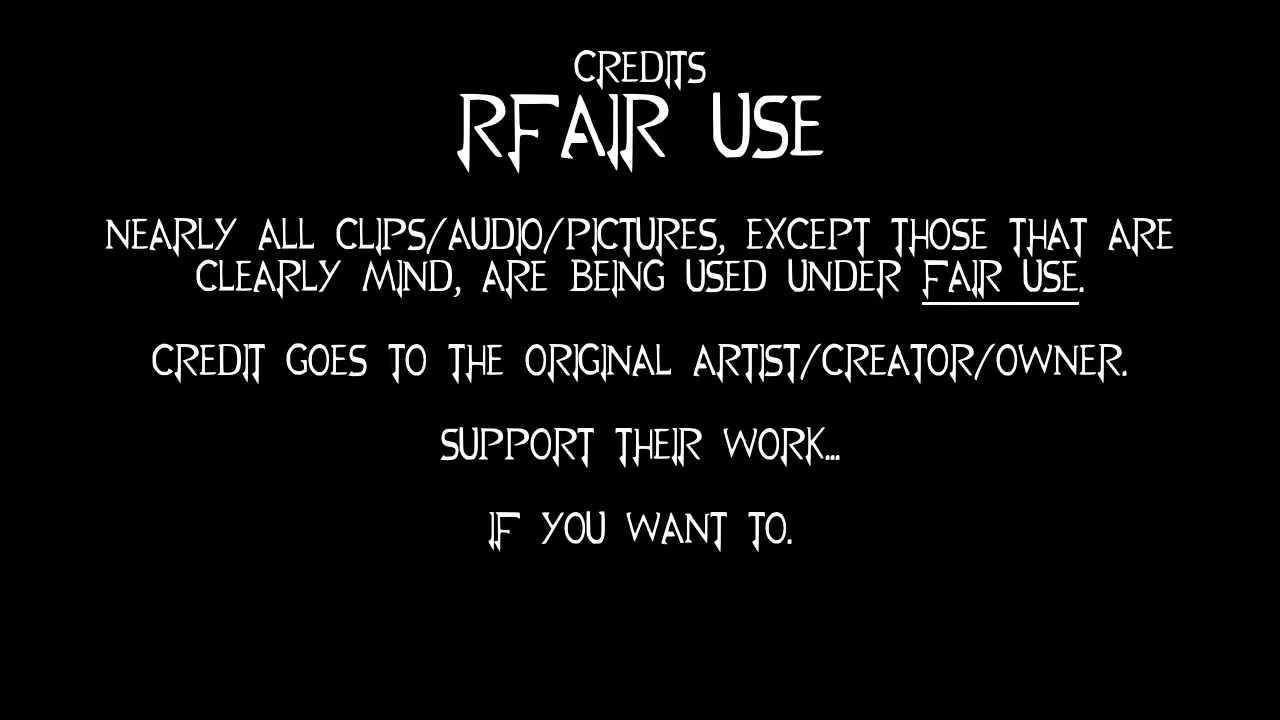 CREDITS
RFAIR USE
NEARLY ALL CLIPS/AUDIO/PICTURES, EXCEPT THOSE THAT ARE
CLEARLY MIND, ARE BEING USED UNDER FAIR USE.
CREDIT GOES TO THE ORIGINAL ARTIST/CREATOR/OWNER.
SUPPORT THEIR WORK...
IF YOU WANT TO.